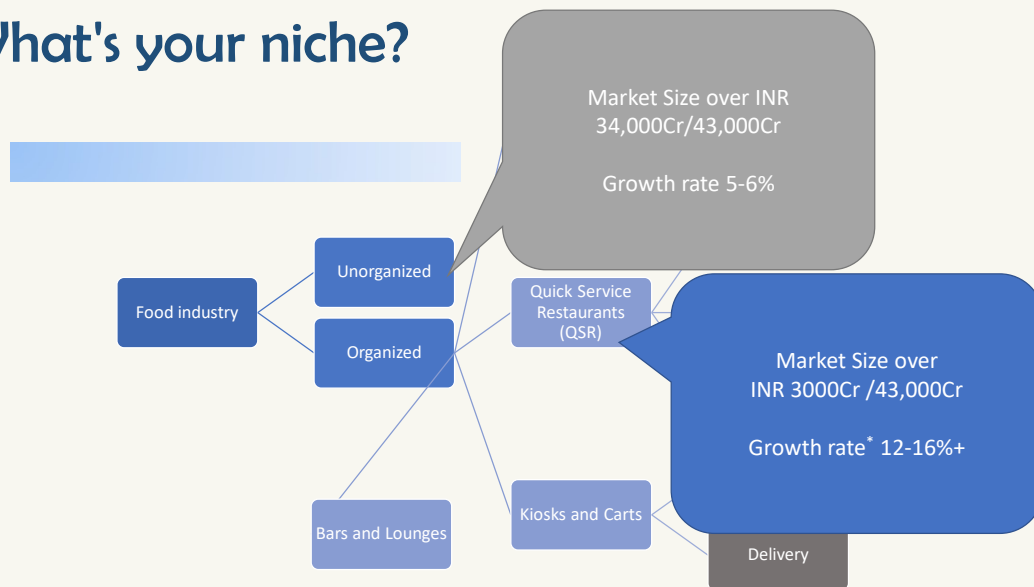 hat's your niche?
Market Size over INR
34,000Cr/43,000Cr
Growth rate 5-6%
Unorganized
Food industry
Organized
Quick Service
Restaurants
(QSR)
Market Size over
INR 3000Cr /43,000Cr
Growth rate* 12-16%+
Bars and Lounges
Kiosks and Carts
Delivery